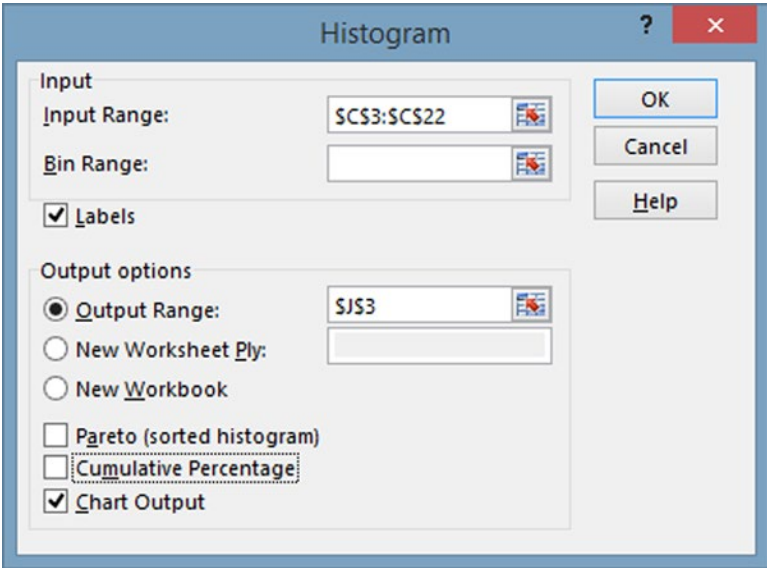 Histogram
?
×
Input
Input Range:
$C$3:$C$22
Bin Range:
Labels
OK
Cancel
Help
Output options
Output Range:
$J$3
New Worksheet Ply:
New Workbook
Pareto (sorted histogram)
Cumulative Percentage
Chart Output